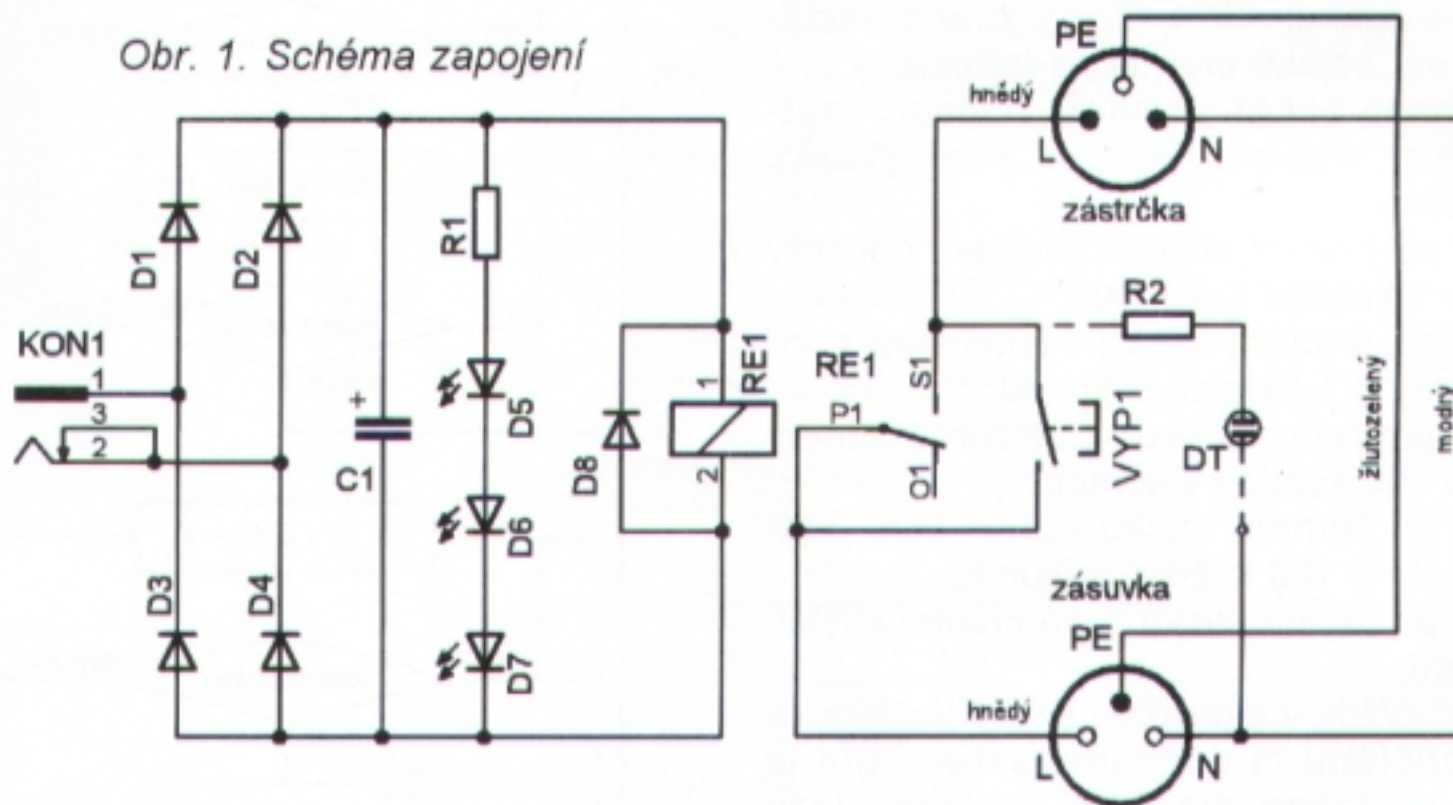 Obr. 1. Schéma zapojení
PE
hnědý
L
N
zástrčka
D1
D2
R1
R2
KON1
1
3
2
+
C1
D5
D6
D7
D3
D4
D8
1
RE1
2
RE1
P1
S1
O1
VYP1
DT
žlutozelený
modrý
zásuvka
PE
hnědý
L
N